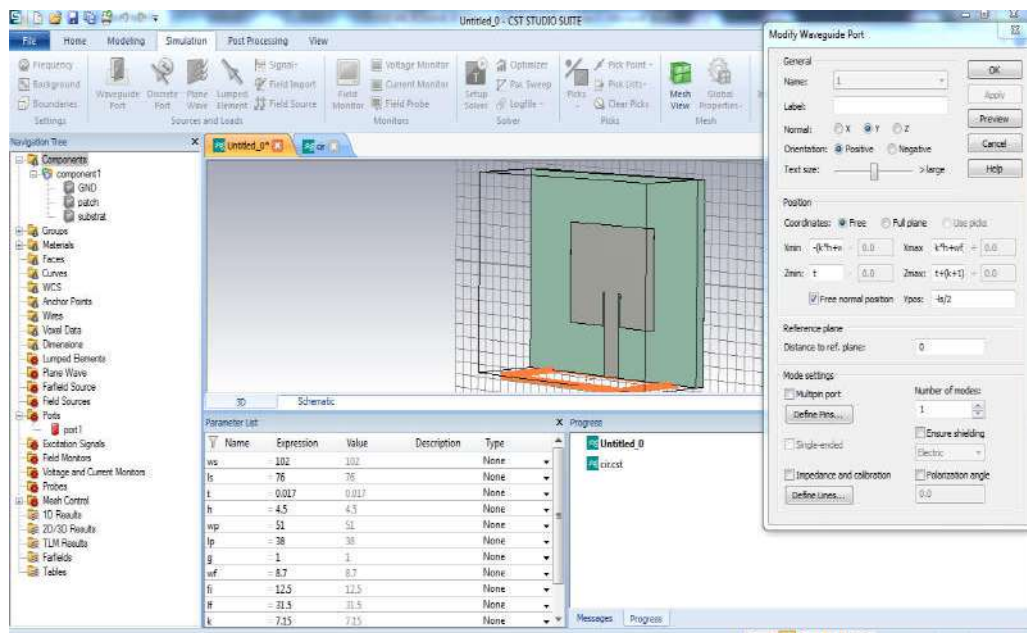 Untitled_0 - CST STUDIO SUITE
File Home Modeling Simulation Post Processing View
Frequency
Background
Boundaries
Settings
Waveguide Port
Discrete Port
Plane Wave
Lumped Element
Signal
Field Import
Field Source
Sources and Loads
Field Monitor
Voltage Monitor
Current Monitor
Field Probe
Monitors
Setup Solver
Optimizer
Par. Sweep
Logfile
Solver
Picks
Pick Point
Pick Lists
Clear Picks
Picks
Mesh View
Global Properties
Mesh
Navigation Tree
Components
component1
GND
patch
substrat
Groups
Materials
Faces
Curves
WCS
Anchor Points
Wires
Voxel Data
Dimensions
Lumped Elements
Plane Wave
Farfield Source
Field Sources
Ports
port1
Excitation Signals
Field Monitors
Voltage and Current Monitors
Probes
Mesh Control
1D Results
2D/3D Results
TLM Results
Farfields
Tables
Untitled_0*
cir
3D Schematic
Parameter List
Name Expression Value Description Type
ws = 102 102 None
ls = 76 76 None
t = 0.017 0.017 None
h = 4.5 4.5 None
wp = 51 51 None
lp = 38 38 None
g = 1 1 None
wf = 8.7 8.7 None
fi = 12.5 12.5 None
lf = 31.5 31.5 None
k = 7.15 7.15 None
Progress
Untitled_0
cir.cst
Messages Progress
Modify Waveguide Port
General
Name: 1
Label:
Normal: X Y Z
Orientation: Positive Negative
Text size: > large
OK
Apply
Preview
Cancel
Help
Position
Coordinates: Free Full plane Use picks
Xmin: - 0.0 Xmax: k*h+wf + 0.0
Zmin: t - 0.0 Zmax: t+(k+1) + 0.0
Free normal position Ypos: -ls/2
Reference plane
Distance to ref. plane: 0
Mode settings
Multipin port
Define Pins...
Number of modes:
1
Single-ended
Ensure shielding
Electric
Impedance and calibration
Define Lines...
Polarization angle
0.0